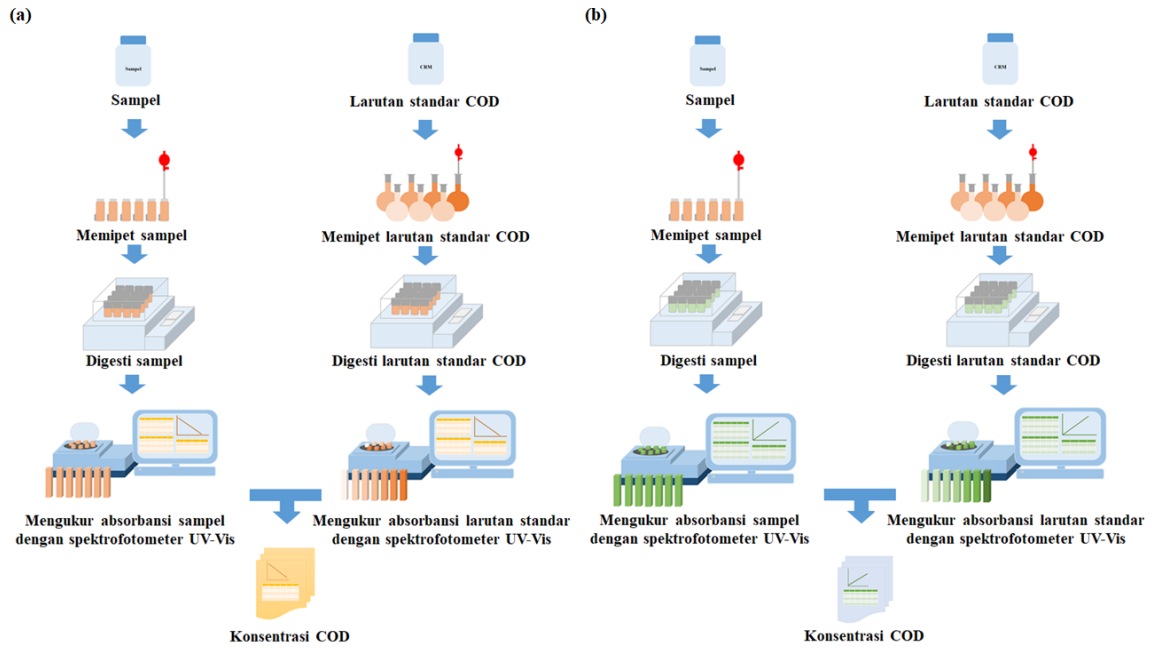 (a)
Sampel
Sampel
CRM
Larutan standar COD
Memipet sampel
Memipet larutan standar COD
Digesti sampel
Digesti larutan standar COD
Mengukur absorbansi sampel
dengan spektrofotometer UV-Vis
Mengukur absorbansi larutan standar
dengan spektrofotometer UV-Vis
Konsentrasi COD
(b)
Sampel
Sampel
CRM
Larutan standar COD
Memipet sampel
Memipet larutan standar COD
Digesti sampel
Digesti larutan standar COD
Mengukur absorbansi sampel
dengan spektrofotometer UV-Vis
Mengukur absorbansi larutan standar
dengan spektrofotometer UV-Vis
Konsentrasi COD